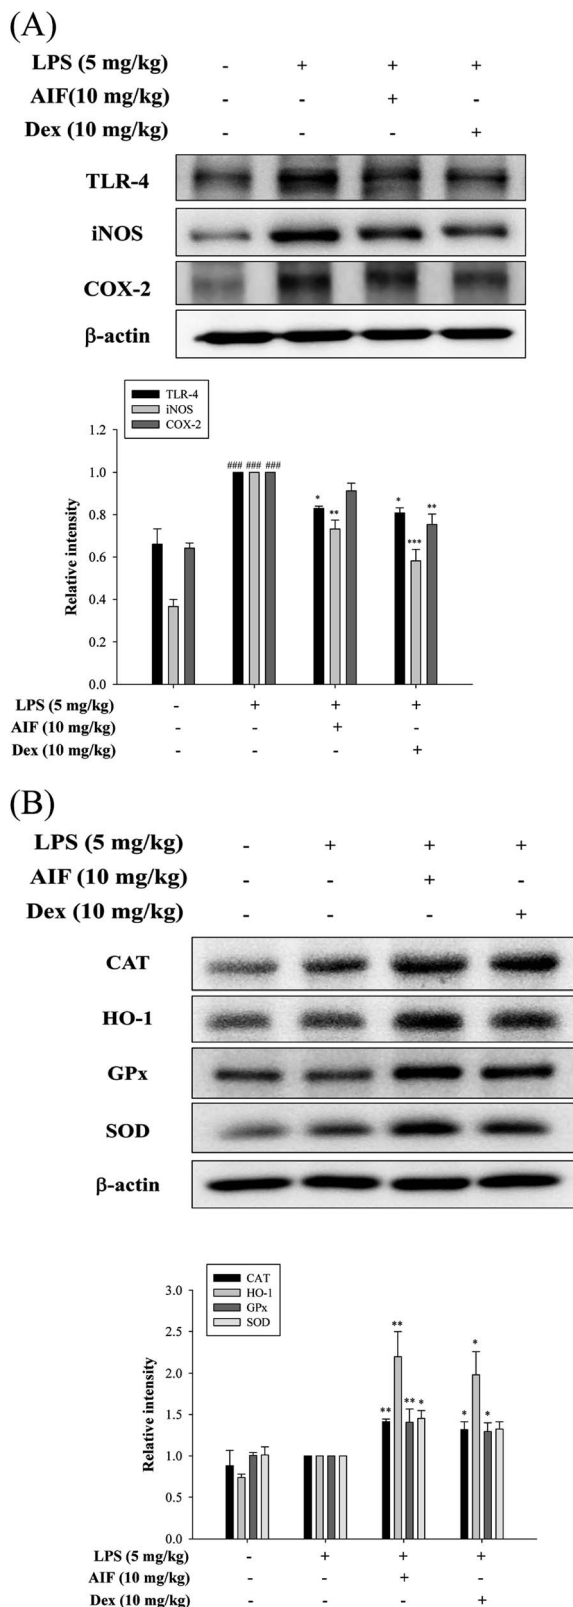 (A)
LPS (5 mg/kg) - + + +
AIF(10 mg/kg) - - + -
Dex (10 mg/kg) - - - +
TLR-4
iNOS
COX-2
β-actin
TLR-4
iNOS
COX-2
1.2
1.0
0.8
0.6
0.4
0.2
0.0
Relative intensity
### ### ###
* **
* *** **
LPS (5 mg/kg) - + + +
AIF (10 mg/kg) - - + -
Dex (10 mg/kg) - - - +
(B)
LPS (5 mg/kg) - + + +
AIF (10 mg/kg) - - + -
Dex (10 mg/kg) - - - +
CAT
HO-1
GPx
SOD
β-actin
CAT
HO-1
GPx
SOD
3.0
2.5
2.0
1.5
1.0
0.5
0.0
Relative intensity
** ** ** *
* * *
LPS (5 mg/kg) - + + +
AIF (10 mg/kg) - - + -
Dex (10 mg/kg) - - - +